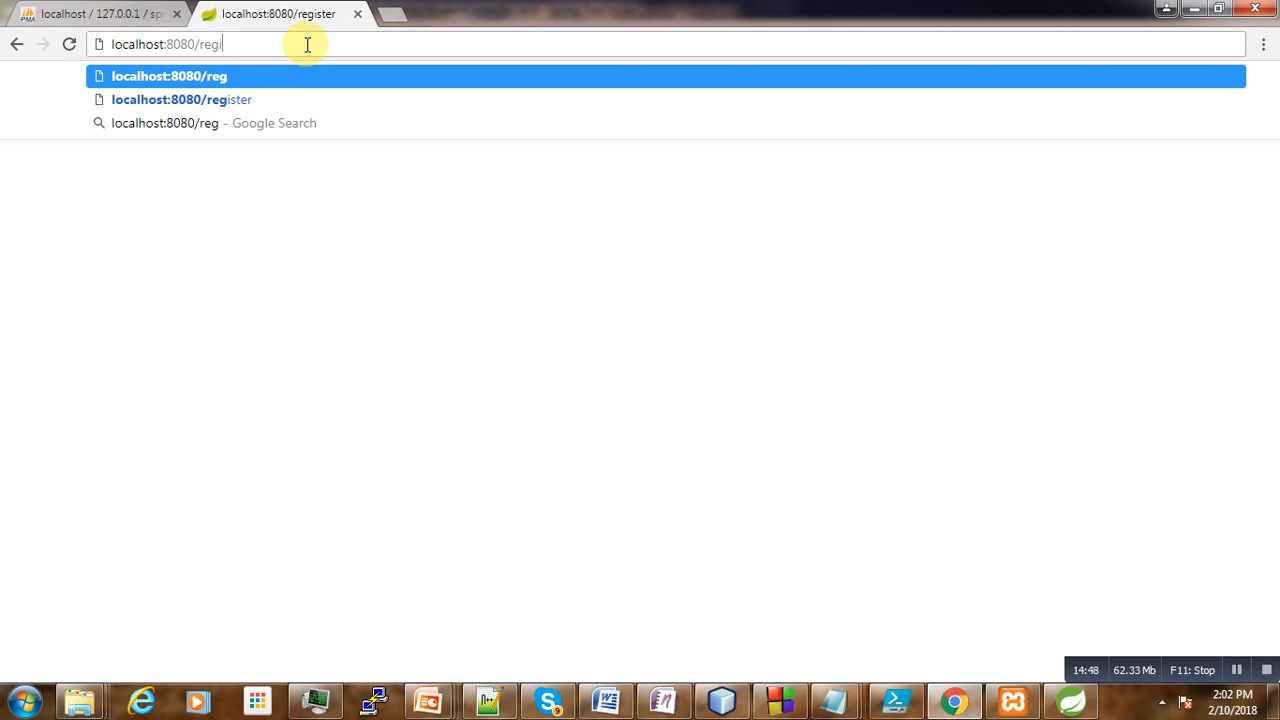 localhost / 127.0.0.1 / sp
localhost:8080/register
localhost:8080/regi
localhost:8080/reg
localhost:8080/register
localhost:8080/reg - Google Search
14:48
62.33 Mb
F11: Stop
2:02 PM
2/10/2018